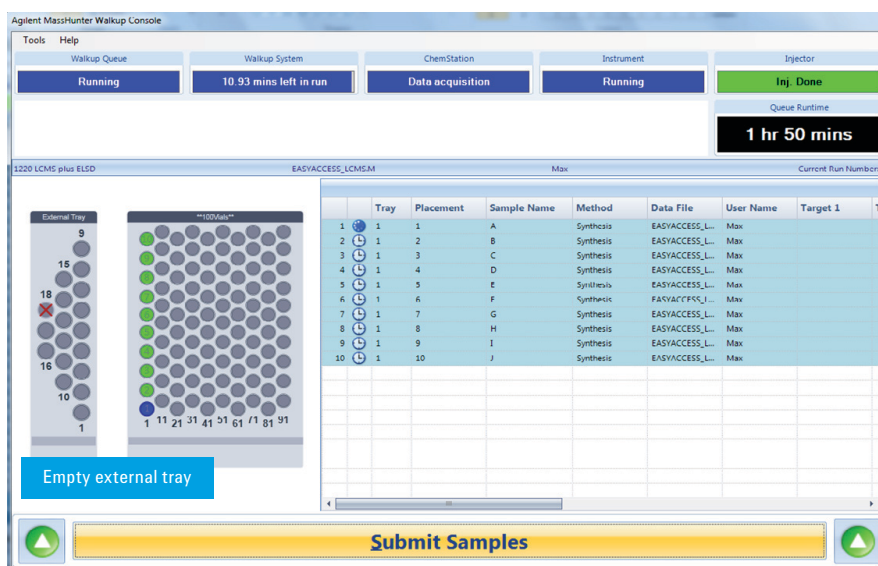 Agilent MassHunter Walkup Console
Tools Help
Walkup Queue Walkup System ChemStation Instrument Injector
Running 10.93 mins left in run Data acquisition Running Inj. Done
Queue Runtime
1 hr 50 mins
1220 LCMS plus ELSD EASYACCESS_LCMS.M Max Current Run Number:
Tray Placement Sample Name Method Data File User Name Target 1
1 1 1 A Synthesis EASYACCESS_L... Max
2 1 2 B Synthesis EASYACCESS_L... Max
3 1 3 C Synthesis EASYACCESS_L... Max
4 1 4 D Synthesis EASYACCESS_L... Max
5 1 5 E Synthesis EASYACCESS_L... Max
6 1 6 F Synthesis EASYACCESS_L... Max
7 1 7 G Synthesis EASYACCESS_L... Max
8 1 8 H Synthesis EASYACCESS_L... Max
9 1 9 I Synthesis EASYACCESS_L... Max
10 1 10 J Synthesis EASYACCESS_L... Max
External Tray **100Vials**
9
15
18
16
10
1
1 11 21 31 41 51 61 71 81 91
Empty external tray
Submit Samples